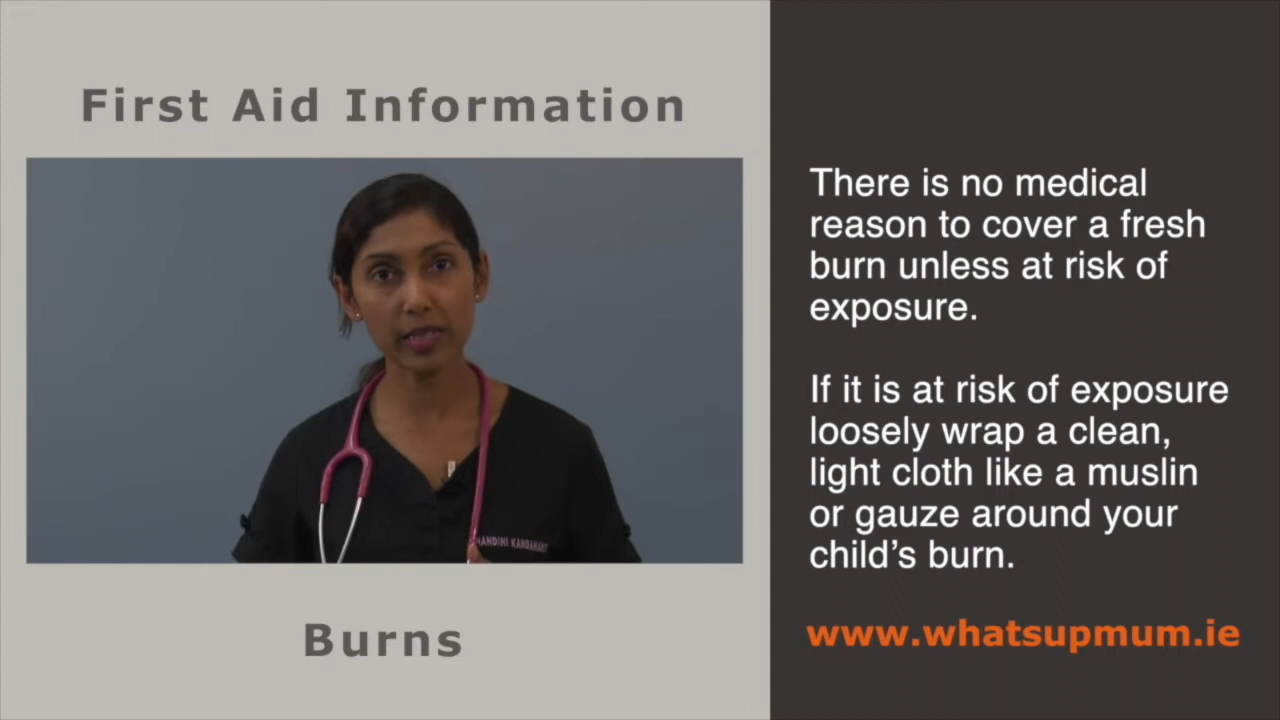 First Aid Information
There is no medical
reason to cover a fresh
burn unless at risk of
exposure.
If it is at risk of exposure
loosely wrap a clean,
light cloth like a muslin
or gauze around your
child's burn.
www.whatsupmum.ie
Burns